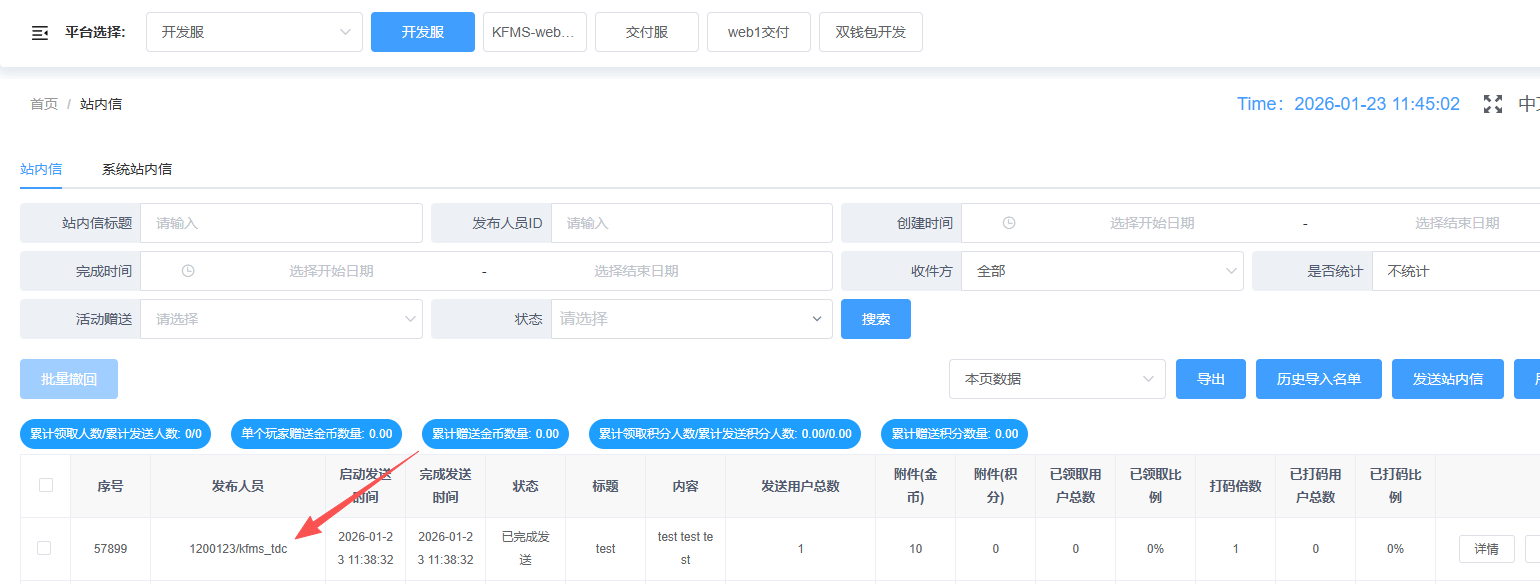 平台选择: 开发服 开发服 KFMS-web... 交付服 web1交付 双钱包开发
首页 / 站内信
Time: 2026-01-23 11:45:02
站内信 系统站内信
站内信标题 请输入 发布人员ID 请输入 创建时间 选择开始日期 - 选择结束日期
完成时间 选择开始日期 - 选择结束日期 收件方 全部 是否统计 不统计
活动赠送 请选择 状态 请选择 搜索
批量撤回 本页数据 导出 历史导入名单 发送站内信
累计领取人数/累计发送人数: 0/0 单个玩家赠送金币数量: 0.00 累计赠送金币数量: 0.00 累计领取积分人数/累计发送积分人数: 0.00/0.00 累计赠送积分数量: 0.00
序号 发布人员 启动发送时间 完成发送时间 状态 标题 内容 发送用户总数 附件(金币) 附件(积分) 已领取用户总数 已领取比例 打码倍数 已打码用户总数 已打码比例
57899 1200123/kfms_tdc 2026-01-23 11:38:32 2026-01-23 11:38:32 已完成发送 test test test test 1 10 0 0 0% 1 0 0% 详情